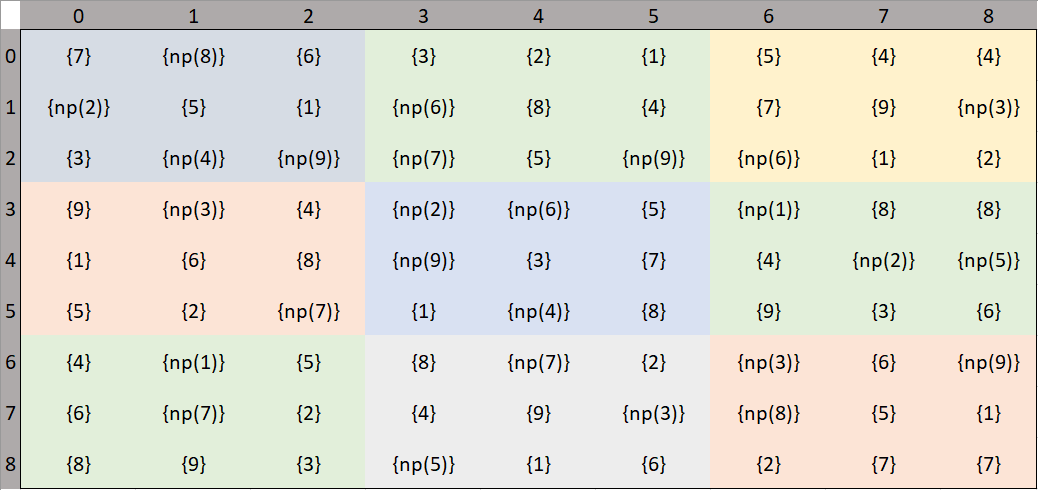 0 1 2 3 4 5 6 7 8
0 {7} {np(8)} {6} {3} {2} {1} {5} {4} {4}
1 {np(2)} {5} {1} {np(6)} {8} {4} {7} {9} {np(3)}
2 {3} {np(4)} {np(9)} {np(7)} {5} {np(9)} {np(6)} {1} {2}
3 {9} {np(3)} {4} {np(2)} {np(6)} {5} {np(1)} {8} {8}
4 {1} {6} {8} {np(9)} {3} {7} {4} {np(2)} {np(5)}
5 {5} {2} {np(7)} {1} {np(4)} {8} {9} {3} {6}
6 {4} {np(1)} {5} {8} {np(7)} {2} {np(3)} {6} {np(9)}
7 {6} {np(7)} {2} {4} {9} {np(3)} {np(8)} {5} {1}
8 {8} {9} {3} {np(5)} {1} {6} {2} {7} {7}